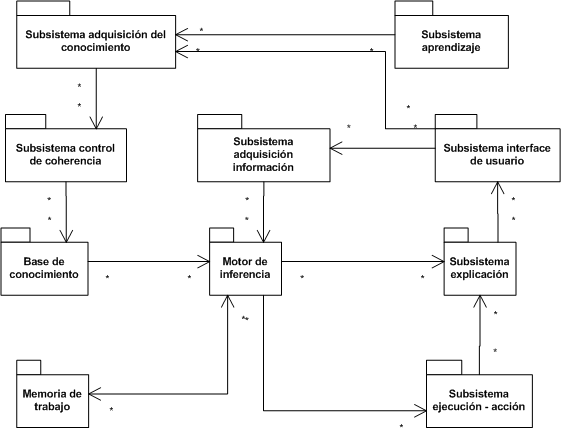 Subsistema adquisición del
conocimiento
Subsistema
aprendizaje
*
*
*
*
*
*
Subsistema control
de coherencia
Subsistema
adquisición
información
*
*
Subsistema interface
de usuario
*
*
*
*
*
*
Base de
conocimiento
*
*
Motor de
inferencia
*
*
Subsistema
explicación
**
*
*
Memoria de
trabajo
*
Subsistema
ejecución - acción
*